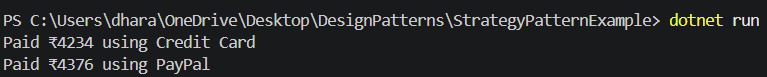 PS C:\Users\dhara\OneDrive\Desktop\DesignPatterns\StrategyPatternExample> dotnet run
Paid ₹4234 using Credit Card
Paid ₹4376 using PayPal